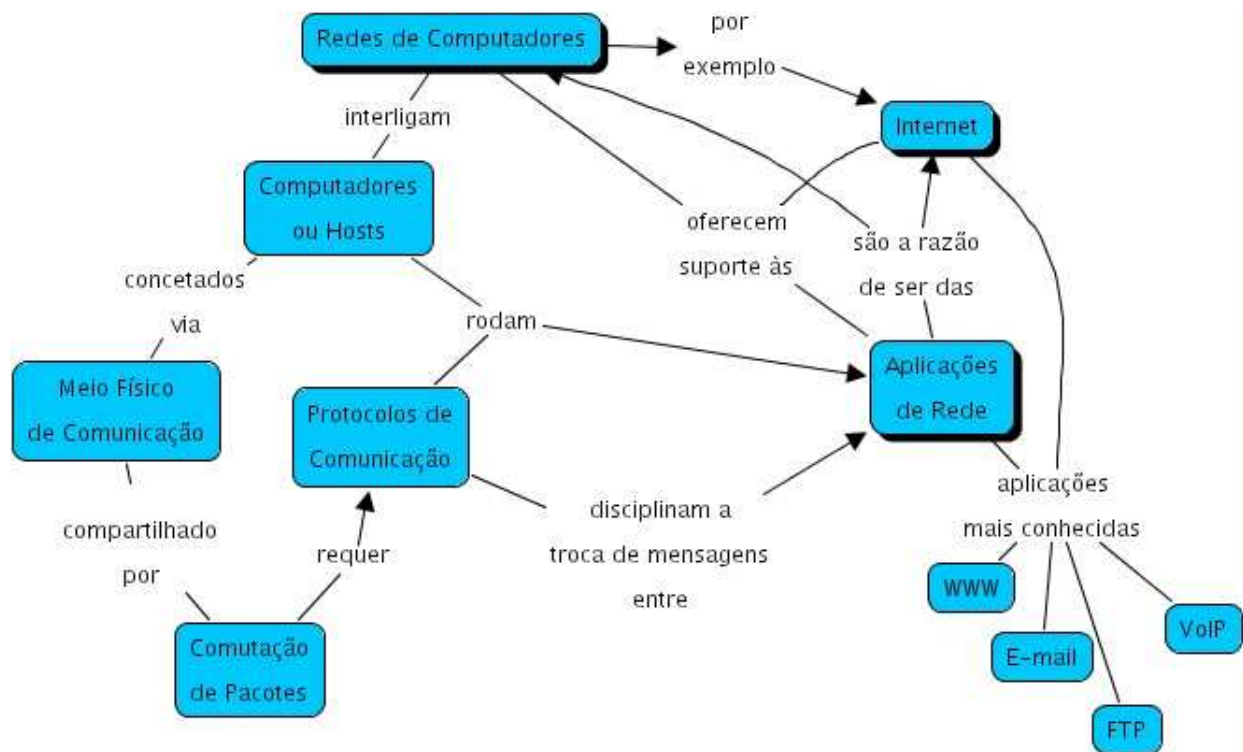 Redes de Computadores
por
exemplo
interligam
Internet
Computadores
ou Hosts
oferecem
suporte às
são a razão
de ser das
concetados
via
rodam
Meio Físico
de Comunicação
Protocolos de
Comunicação
Aplicações
de Rede
compartilhado
por
requer
disciplinam a
troca de mensagens
entre
aplicações
mais conhecidas
Comutação
de Pacotes
WWW
E-mail
FTP
VoIP